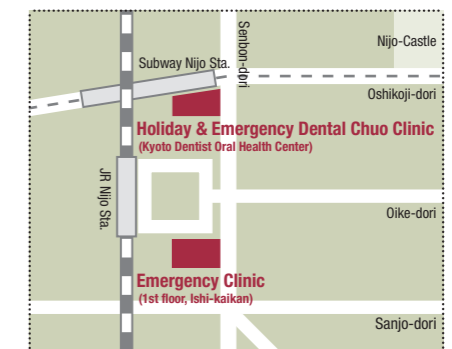 Nijo-Castle
Subway Nijo Sta.
Senbon-dori
Oshikoji-dori
Holiday & Emergency Dental Chuo Clinic
(Kyoto Dentist Oral Health Center)
JR Nijo Sta.
Oike-dori
Emergency Clinic
(1st floor, Ishi-kaikan)
Sanjo-dori